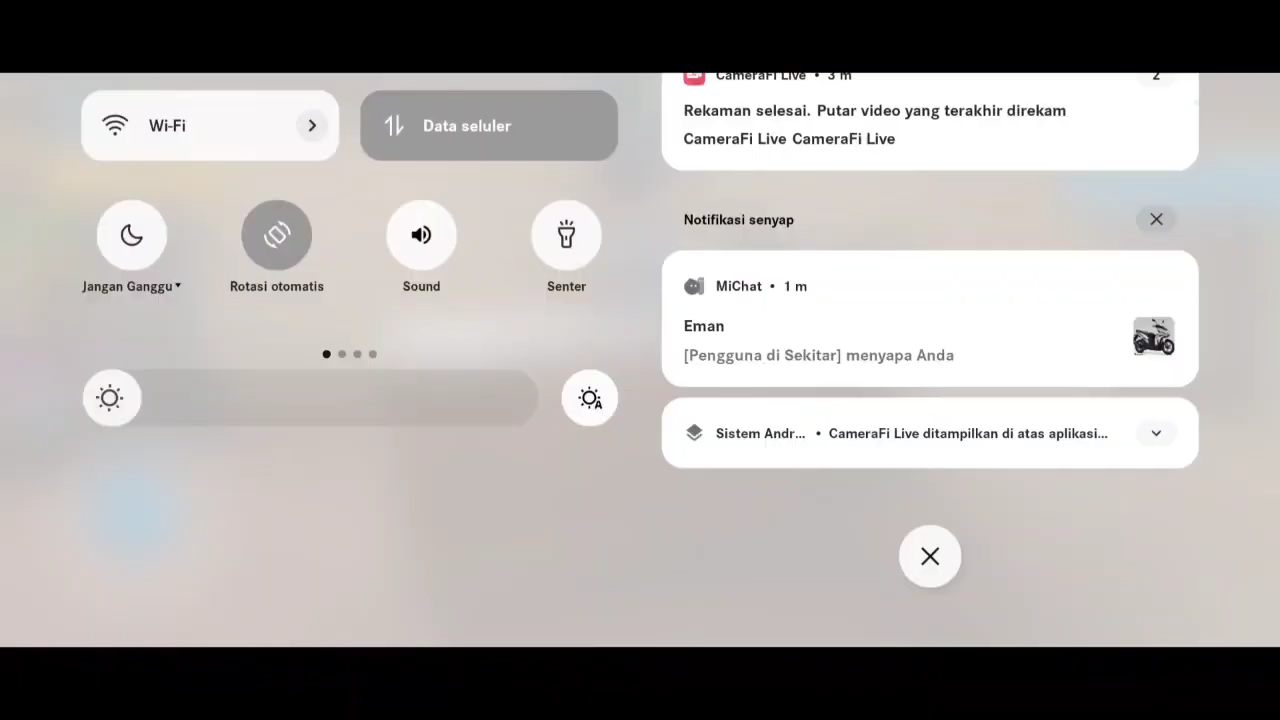 Wi-Fi
Data seluler
Jangan Ganggu
Rotasi otomatis
Sound
Senter
CameraFi Live • 3 m
2
Rekaman selesai. Putar video yang terakhir direkam
CameraFi Live CameraFi Live
Notifikasi senyap
MiChat • 1 m
Eman
[Pengguna di Sekitar] menyapa Anda
Sistem Andr... • CameraFi Live ditampilkan di atas aplikasi...